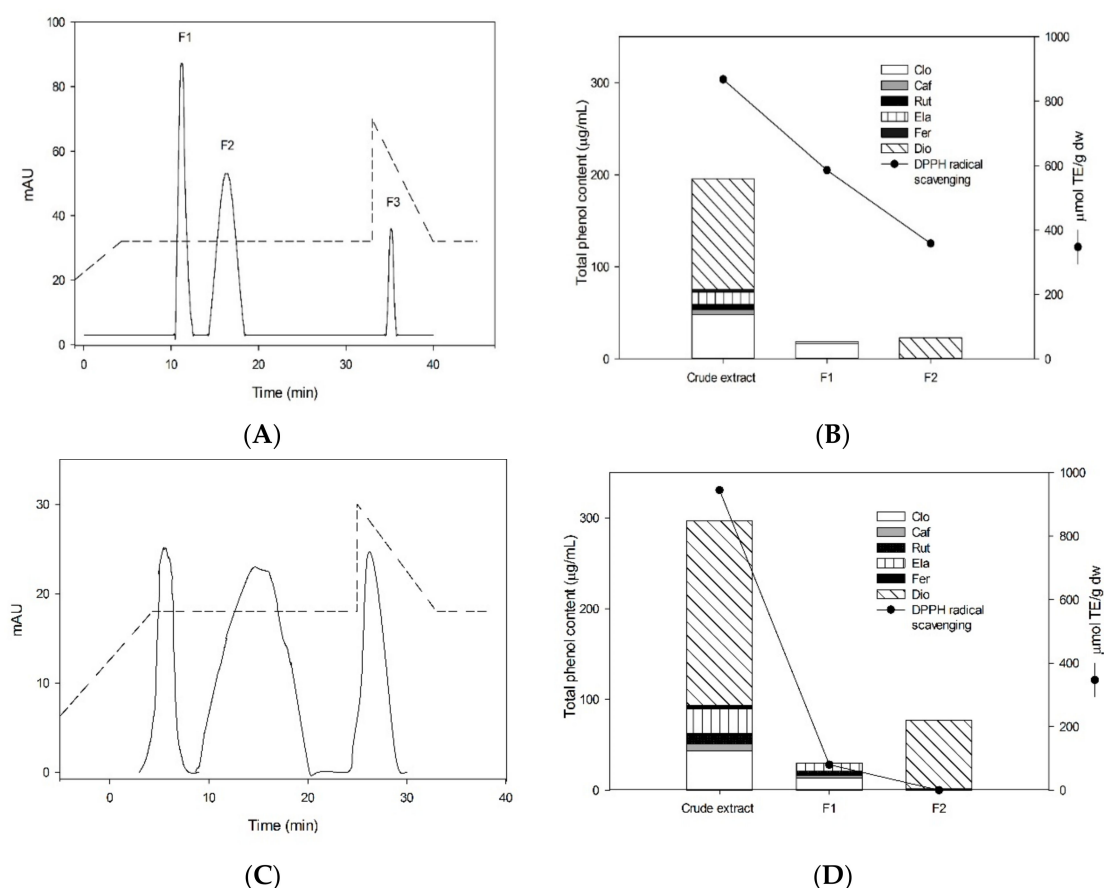 100
80
60
40
20
0
mAU
F1
F2
F3
0
10
20
30
40
Time (min)
(A)
300
200
100
0
Total phenol content (µg/mL)
Clo
Caf
Rut
Ela
Fer
Dio
DPPH radical
scavenging
1000
800
600
400
200
0
µmol TE/g dw
Crude extract
F1
F2
(B)
30
20
10
0
mAU
0
10
20
30
40
Time (min)
(C)
300
200
100
0
Total phenol content (µg/mL)
Clo
Caf
Rut
Ela
Fer
Dio
DPPH radical
scavenging
1000
800
600
400
200
0
µmol TE/g dw
Crude extract
F1
F2
(D)